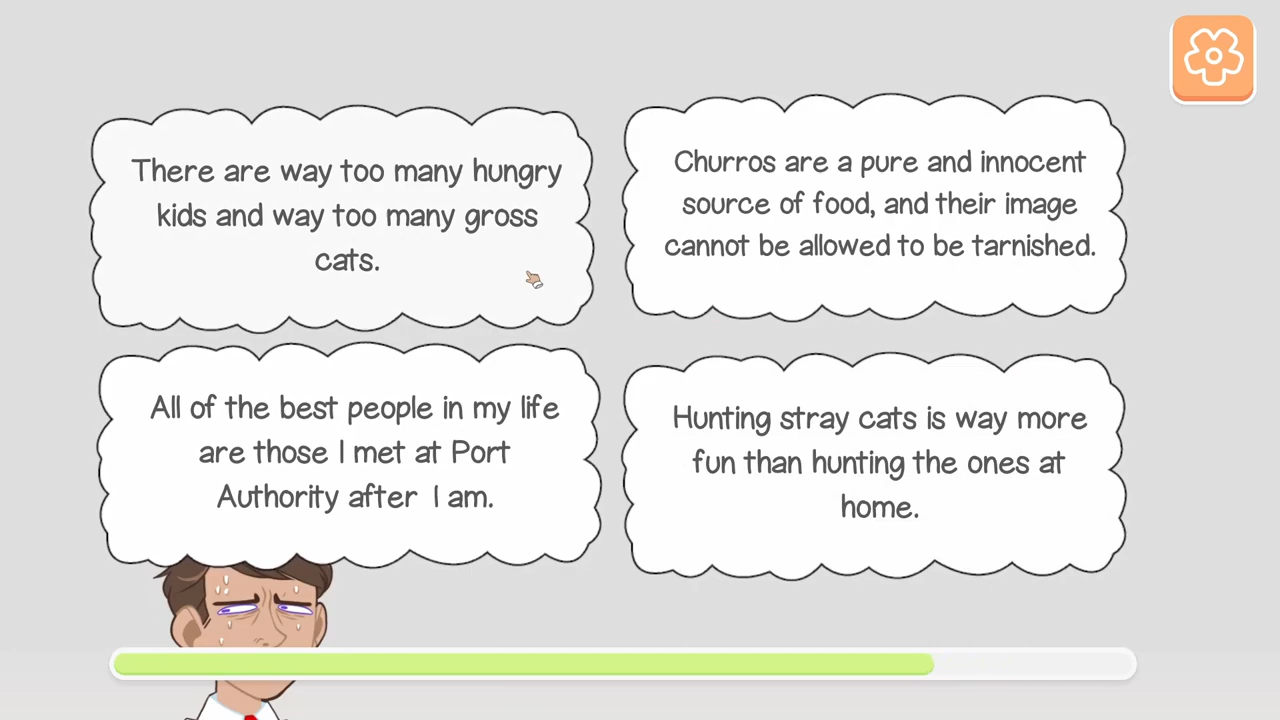 There are way too many hungry
kids and way too many gross
cats.
Churros are a pure and innocent
source of food, and their image
cannot be allowed to be tarnished.
All of the best people in my life
are those I met at Port
Authority after 1 am.
Hunting stray cats is way more
fun than hunting the ones at
home.